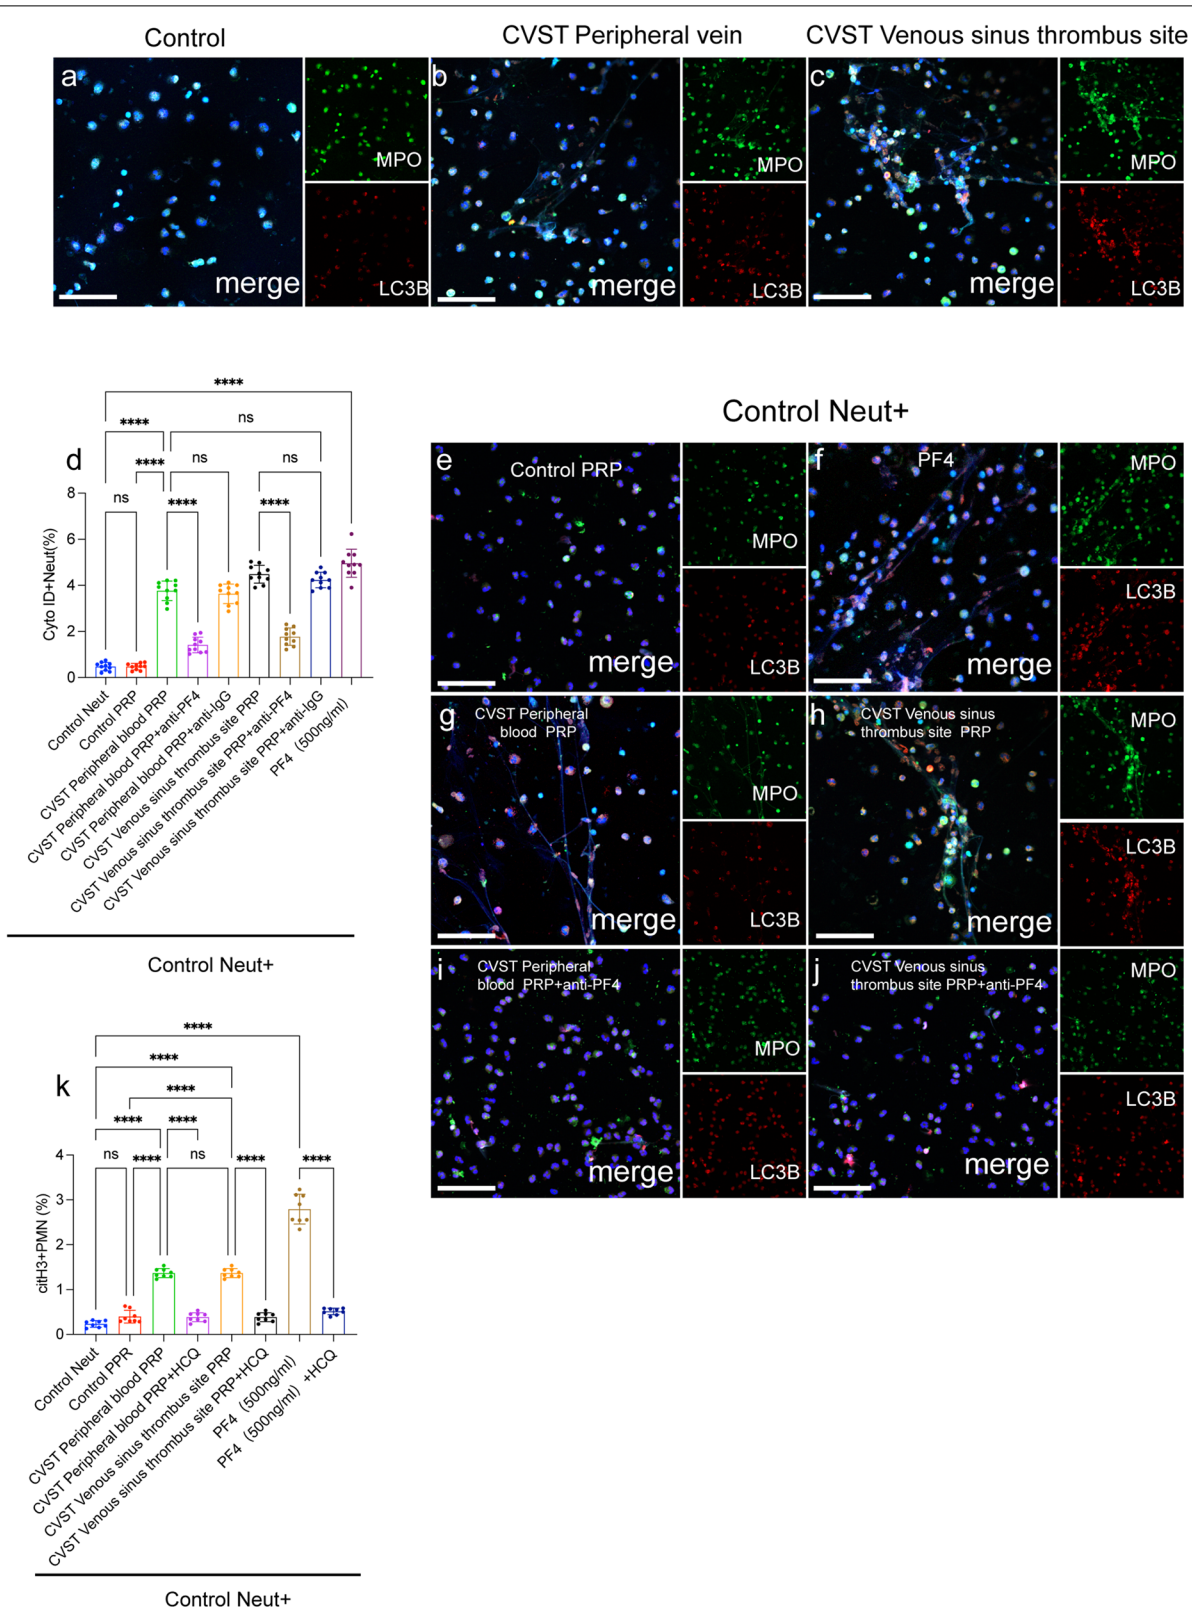 Control
CVST Peripheral vein
CVST Venous sinus thrombus site
a
merge
MPO
LC3B
b
merge
MPO
LC3B
c
merge
MPO
LC3B
d
****
****
ns
****
ns
ns
ns
****
****
Cyto ID+Neut(%)
8
6
4
2
0
Control Neut
Control PRP
CVST Peripheral blood PRP
CVST Peripheral blood PRP+anti-PF4
CVST Peripheral blood PRP+anti-IgG
CVST Venous sinus thrombus site PRP
CVST Venous sinus thrombus site PRP+anti-PF4
CVST Venous sinus thrombus site PRP+anti-IgG
PF4 (500ng/ml)
Control Neut+
Control Neut+
e
Control PRP
merge
MPO
LC3B
f
PF4
merge
MPO
LC3B
g
CVST Peripheral
blood PRP
merge
MPO
LC3B
h
CVST Venous sinus
thrombus site PRP
merge
MPO
LC3B
i
CVST Peripheral
blood PRP+anti-PF4
merge
MPO
LC3B
j
CVST Venous sinus
thrombus site PRP+anti-PF4
merge
MPO
LC3B
k
****
****
****
****
****
ns
****
ns
****
****
citH3+PMN (%)
4
3
2
1
0
Control Neut
Control PPR
CVST Peripheral blood PRP
CVST Peripheral blood PRP+HCQ
CVST Venous sinus thrombus site PRP
CVST Venous sinus thrombus site PRP+HCQ
PF4 (500ng/ml)
PF4 (500ng/ml) +HCQ
Control Neut+